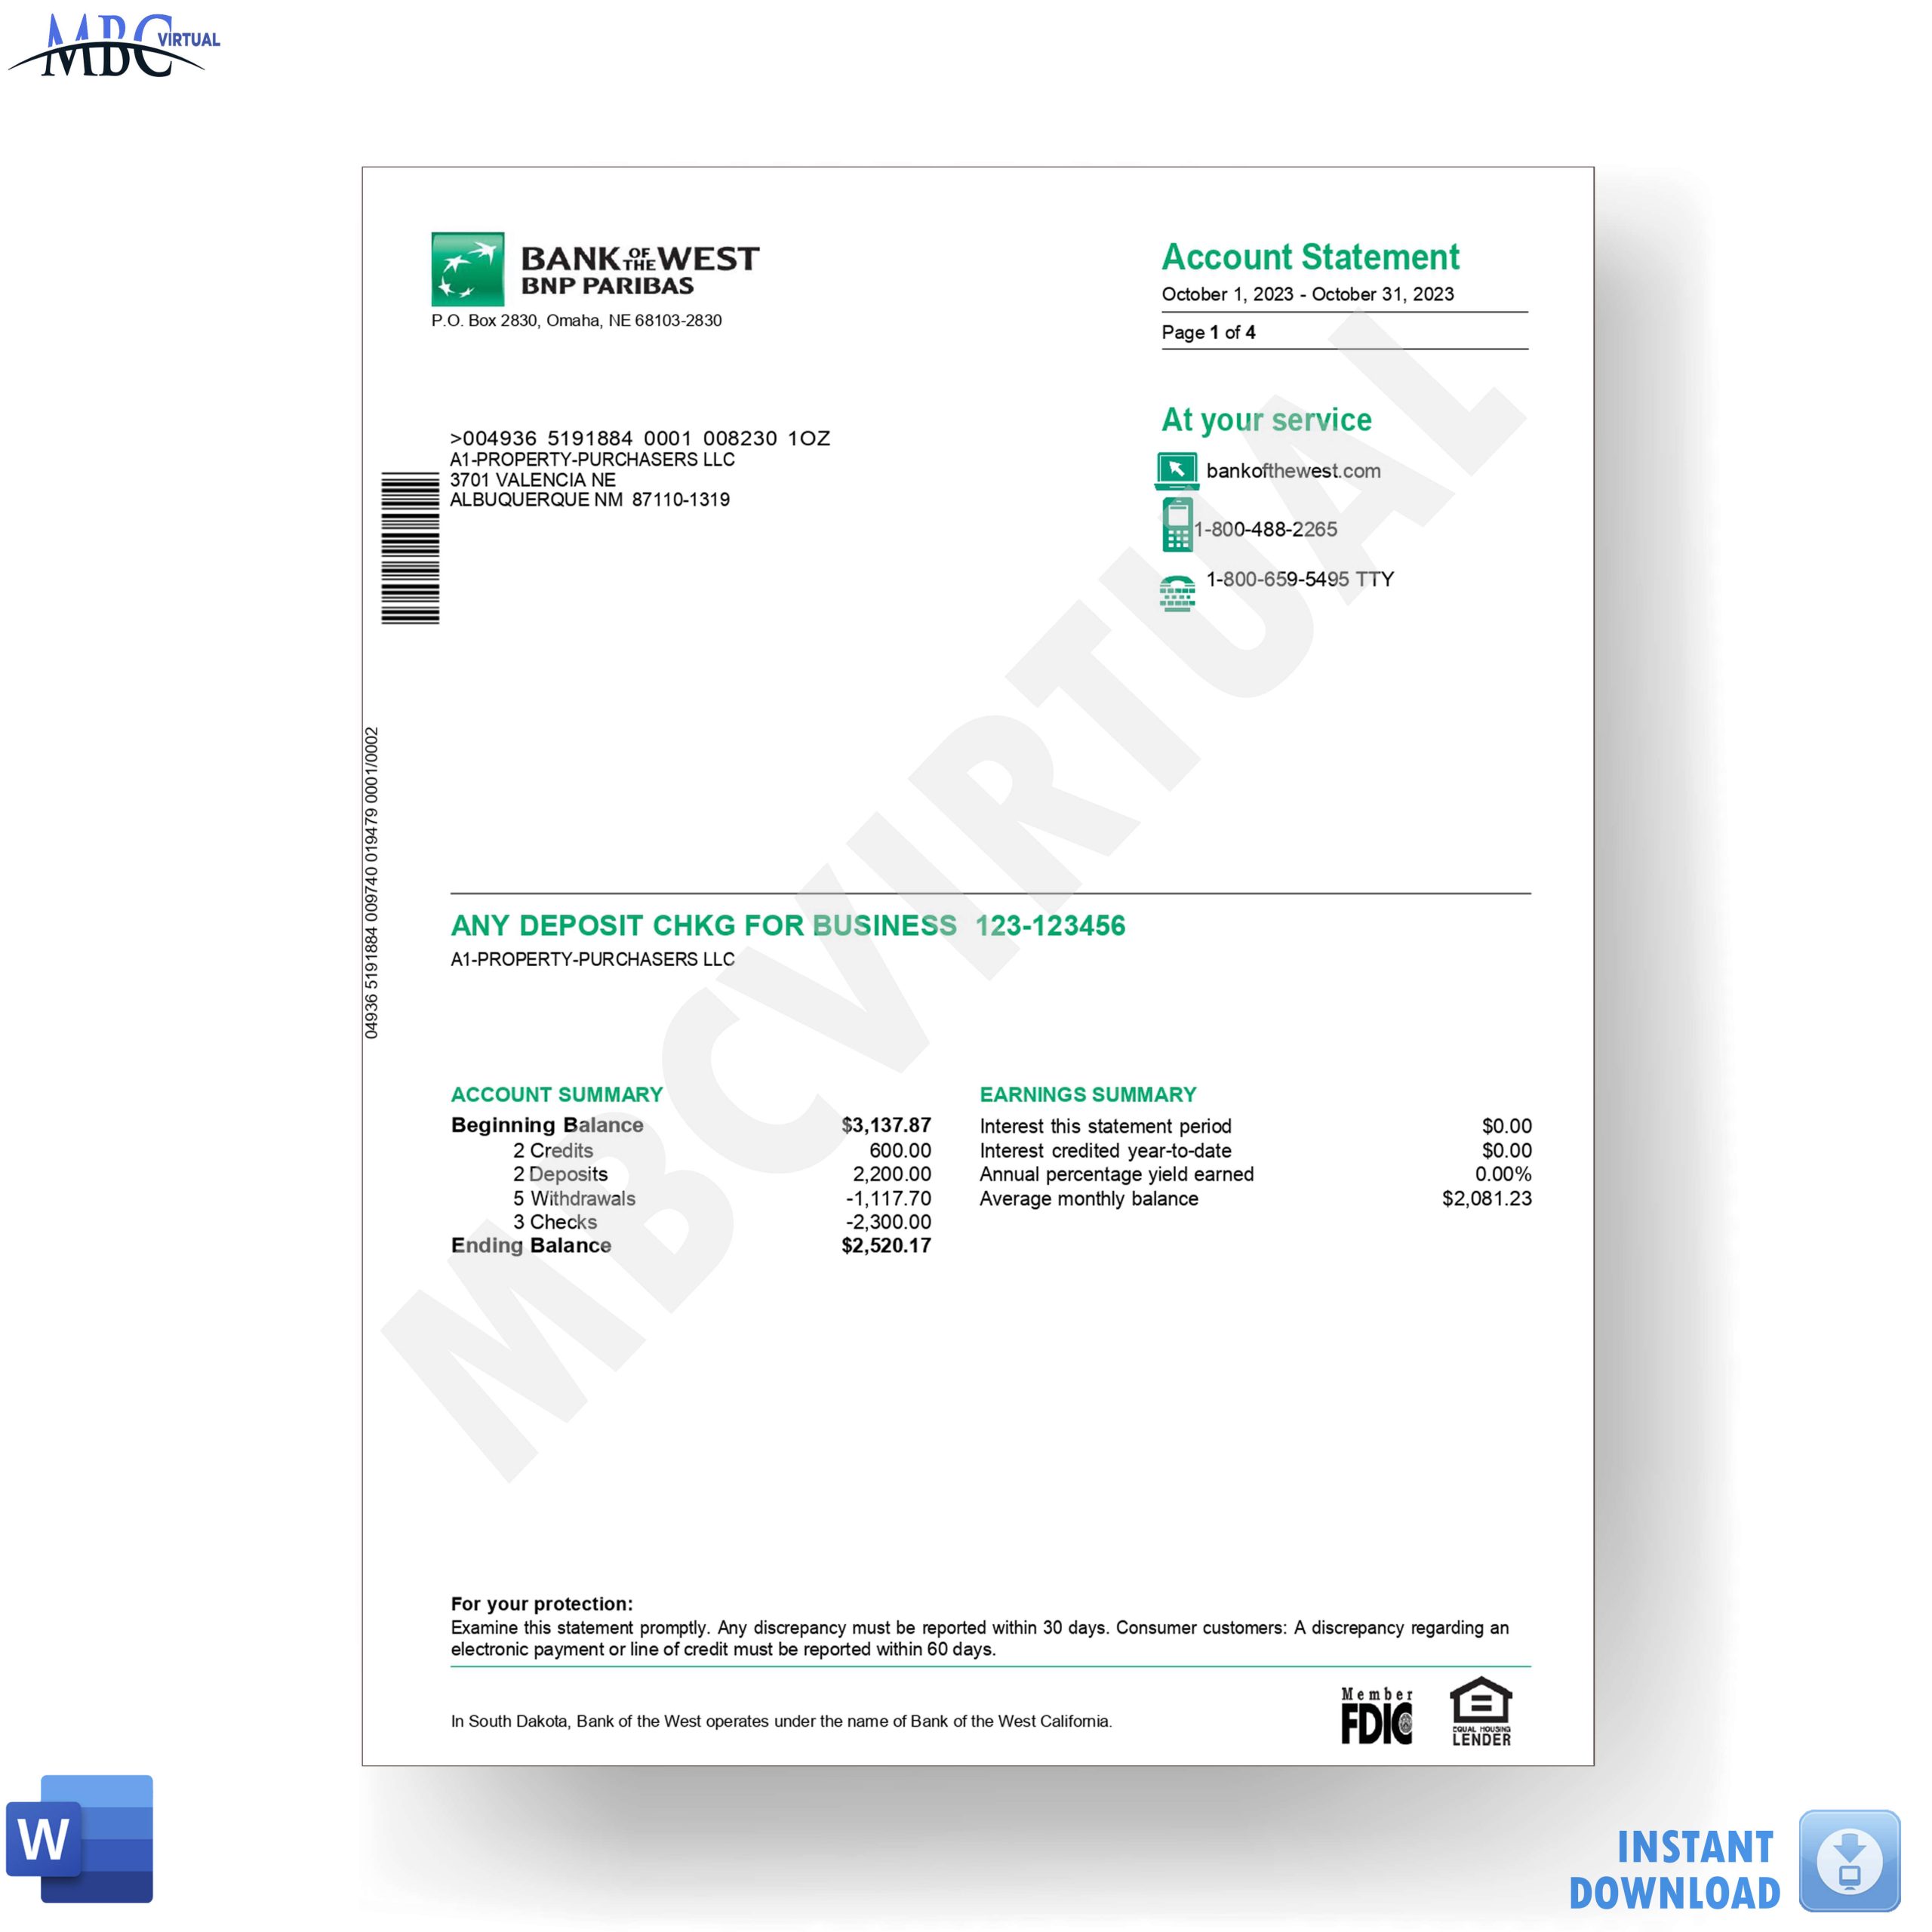 MBC VIRTUAL
BANK OF THE WEST
BNP PARIBAS
P.O. Box 2830, Omaha, NE 68103-2830
Account Statement
October 1, 2023 - October 31, 2023
Page 1 of 4
>004936 5191884 0001 008230 1OZ
A1-PROPERTY-PURCHASERS LLC
3701 VALENCIA NE
ALBUQUERQUE NM 87110-1319
At your service
bankofthewest.com
1-800-488-2265
1-800-659-5495 TTY
04936 5191884 009740 019479 0001/0002
MBCVIRTUAL
ANY DEPOSIT CHKG FOR BUSINESS 123-123456
A1-PROPERTY-PURCHASERS LLC
ACCOUNT SUMMARY
Beginning Balance $3,137.87
2 Credits 600.00
2 Deposits 2,200.00
5 Withdrawals -1,117.70
3 Checks -2,300.00
Ending Balance $2,520.17
EARNINGS SUMMARY
Interest this statement period $0.00
Interest credited year-to-date $0.00
Annual percentage yield earned 0.00%
Average monthly balance $2,081.23
For your protection:
Examine this statement promptly. Any discrepancy must be reported within 30 days. Consumer customers: A discrepancy regarding an
electronic payment or line of credit must be reported within 60 days.
In South Dakota, Bank of the West operates under the name of Bank of the West California.
Member
FDIC
EQUAL HOUSING
LENDER
W
INSTANT
DOWNLOAD